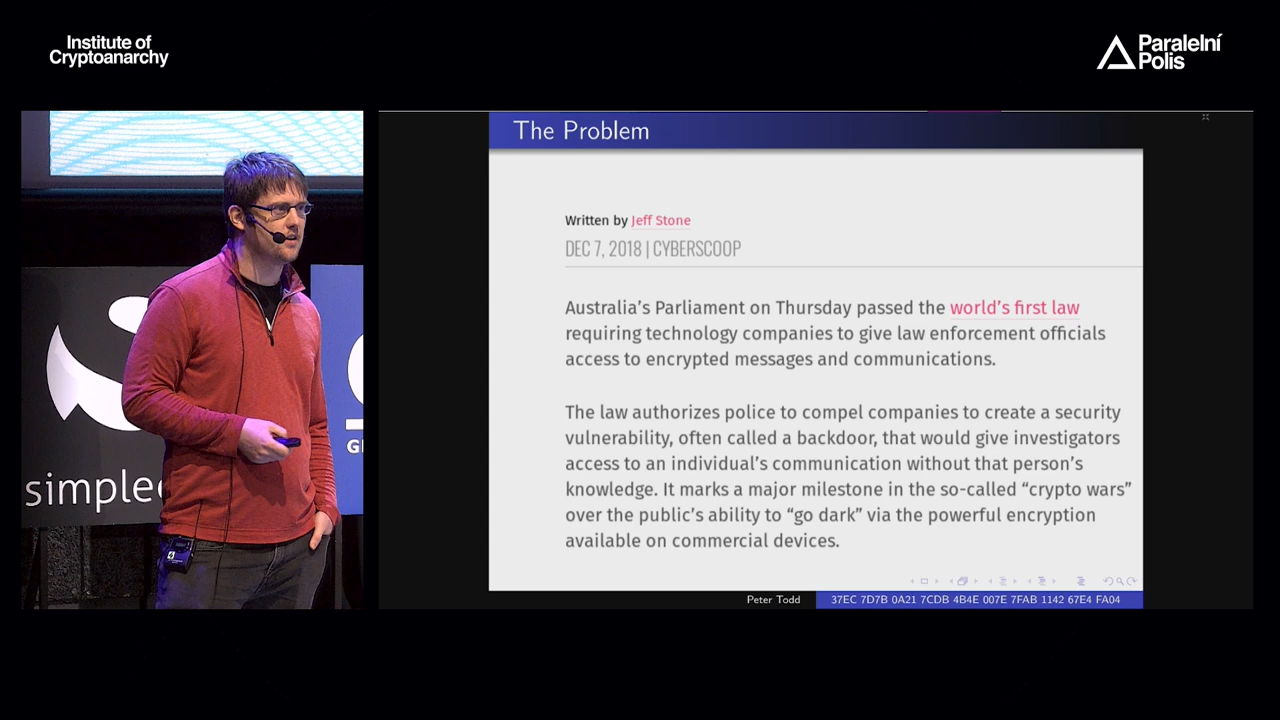 Institute of
Cryptoanarchy
Paralelní
Polis
The Problem
Written by Jeff Stone
DEC 7, 2018 | CYBERSCOOP
Australia’s Parliament on Thursday passed the world’s first law
requiring technology companies to give law enforcement officials
access to encrypted messages and communications.
The law authorizes police to compel companies to create a security
vulnerability, often called a backdoor, that would give investigators
access to an individual’s communication without that person’s
knowledge. It marks a major milestone in the so-called “crypto wars”
over the public’s ability to “go dark” via the powerful encryption
available on commercial devices.
Peter Todd
37EC 7D7B 0A21 7CDB 4B4E 007E 7FAB 1142 67E4 FA04
simple
G